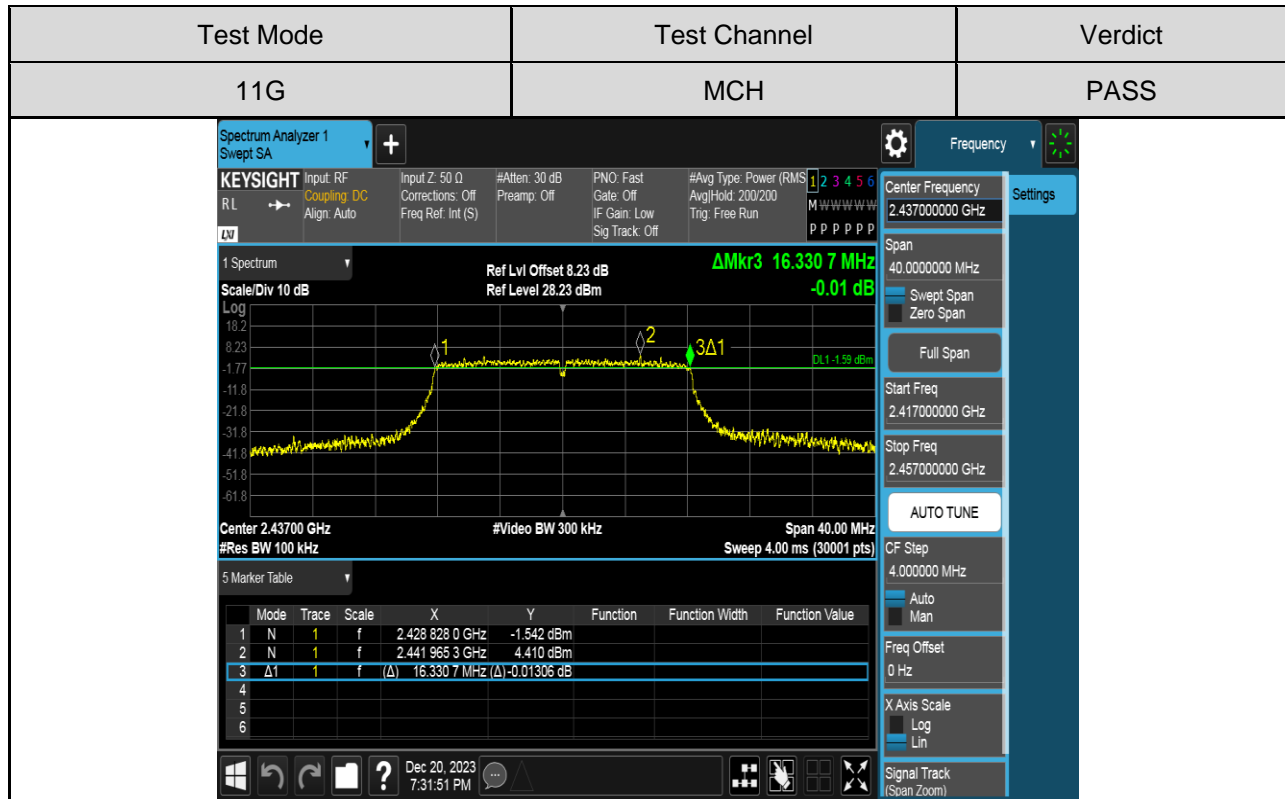 Test Mode Test Channel Verdict
11G MCH PASS
Spectrum Analyzer 1
Swept SA
+
Frequency
KEYSIGHT Input: RF Input Z: 50 Ω #Atten: 30 dB PNO: Fast #Avg Type: Power (RMS 1 2 3 4 5 6
RL Coupling: DC Corrections: Off Preamp: Off Gate: Off Avg|Hold: 200/200 M W W W W W
Align: Auto Freq Ref: Int (S) IF Gain: Low Trig: Free Run
LXI Sig Track: Off P P P P P P
Center Frequency
2.437000000 GHz
Settings
Span
40.0000000 MHz
Swept Span
Zero Span
Full Span
Start Freq
2.417000000 GHz
Stop Freq
2.457000000 GHz
AUTO TUNE
CF Step
4.000000 MHz
Auto
Man
Freq Offset
0 Hz
X Axis Scale
Log
Lin
Signal Track
(Span Zoom)
1 Spectrum Ref Lvl Offset 8.23 dB ΔMkr3 16.330 7 MHz
Scale/Div 10 dB Ref Level 28.23 dBm -0.01 dB
Log
18.2
8.23
-1.77
-11.8
-21.8
-31.8
-41.8
-51.8
-61.8
1
2
3Δ1
DL1 -1.59 dBm
Center 2.43700 GHz #Video BW 300 kHz Span 40.00 MHz
#Res BW 100 kHz Sweep 4.00 ms (30001 pts)
5 Marker Table
Mode Trace Scale X Y Function Function Width Function Value
1 N 1 f 2.428 828 0 GHz -1.542 dBm
2 N 1 f 2.441 965 3 GHz 4.410 dBm
3 Δ1 1 f (Δ) 16.330 7 MHz (Δ) -0.01306 dB
4
5
6
? Dec 20, 2023
7:31:51 PM